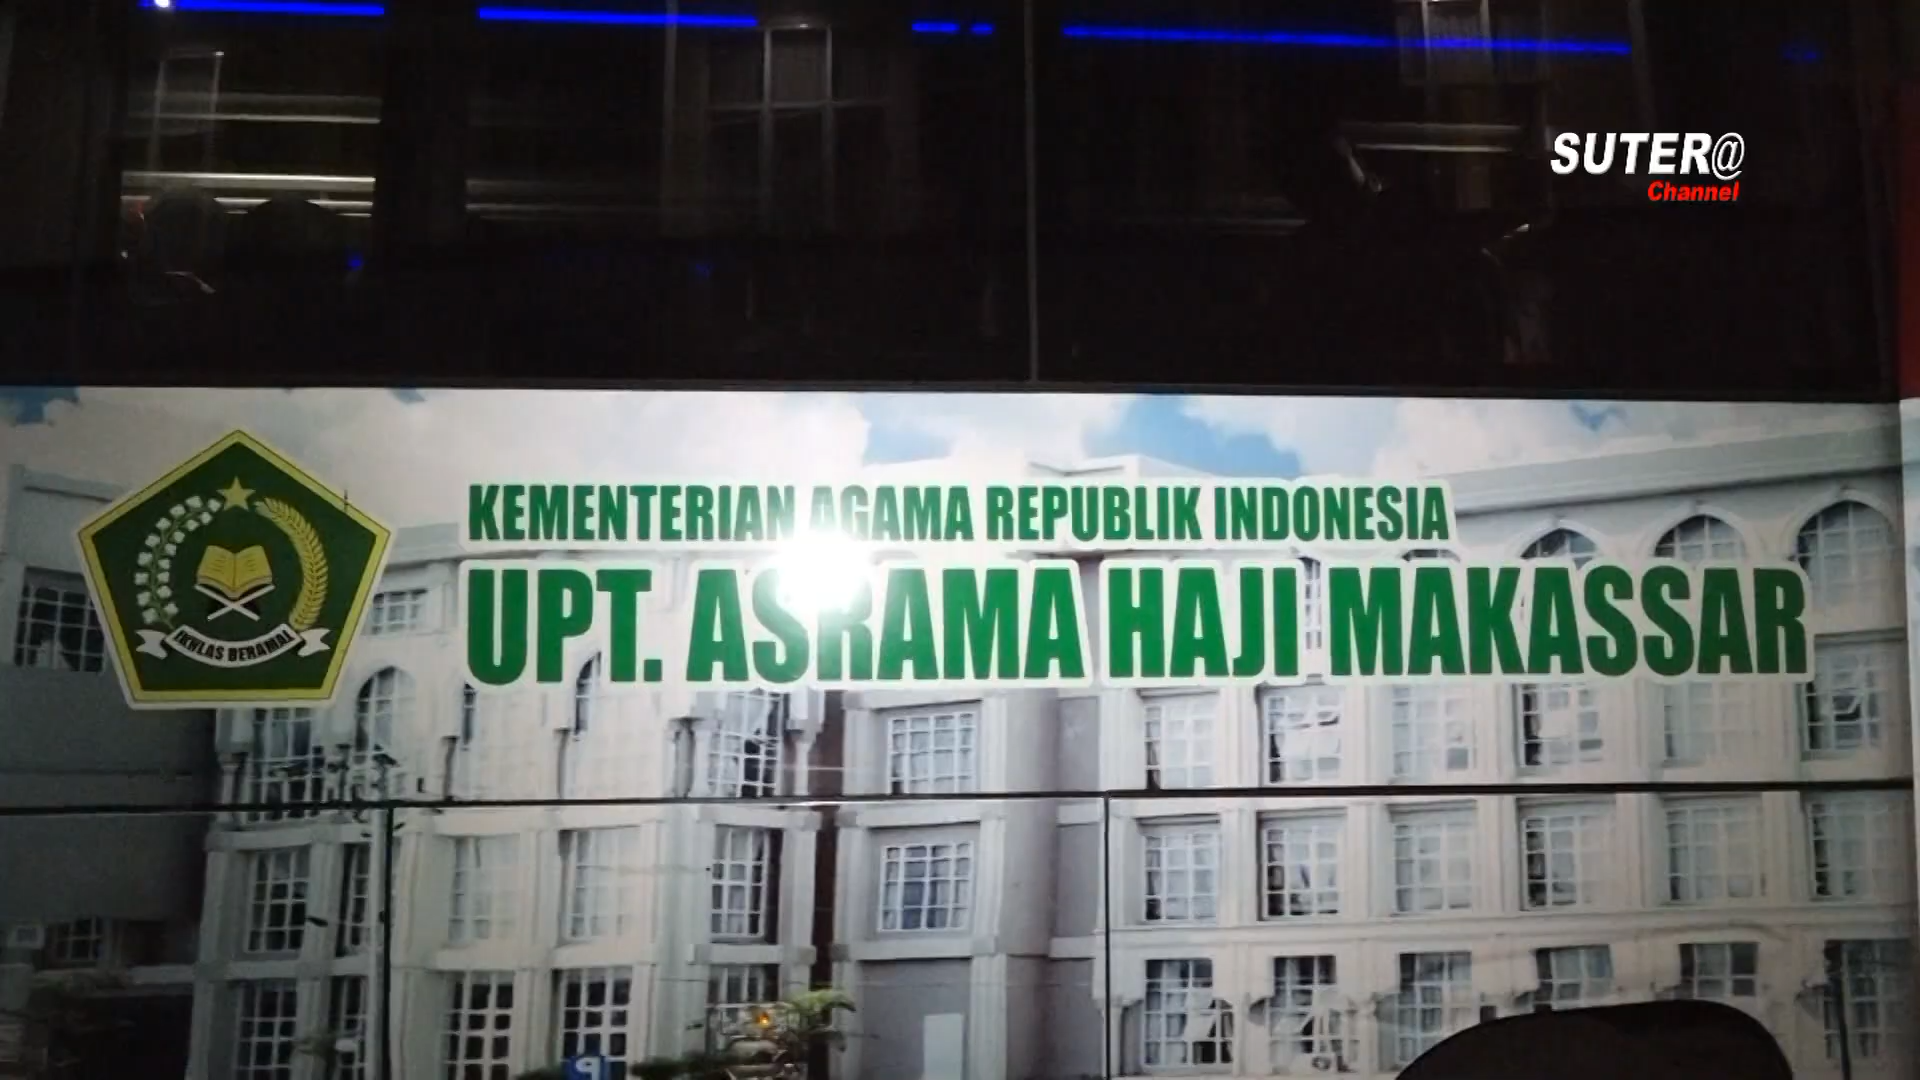 SUTER@
Channel
KEMENTERIAN AGAMA REPUBLIK INDONESIA
UPT. ASRAMA HAJI MAKASSAR
IKHLAS BERAMAL
P